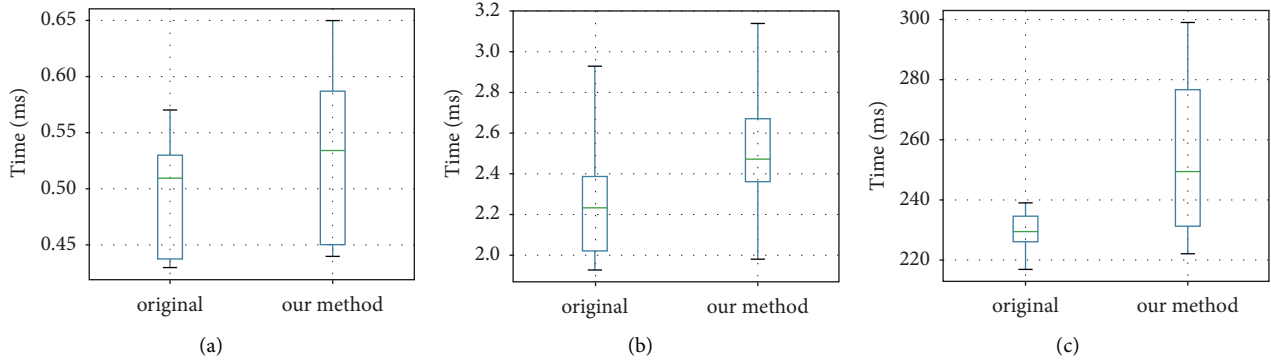 Time (ms)
0.65
0.60
0.55
0.50
0.45
original
our method
(a)
Time (ms)
3.2
3.0
2.8
2.6
2.4
2.2
2.0
original
our method
(b)
Time (ms)
300
280
260
240
220
original
our method
(c)